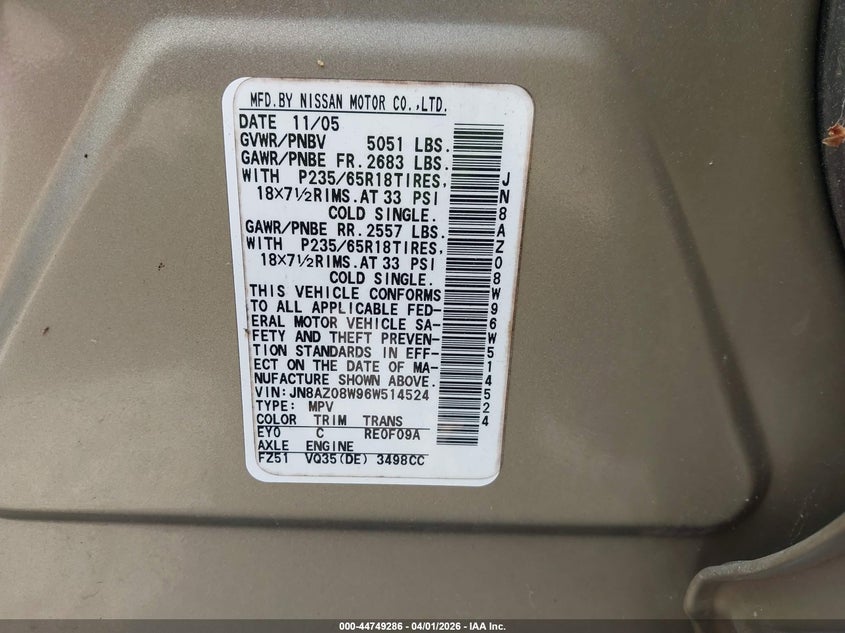 MFD.BY NISSAN MOTOR CO.,LTD.
DATE 11/05
GVWR/PNBV 5051 LBS.
GAWR/PNBE FR. 2683 LBS.
WITH P235/65R18TIRES,
18×7½RIMS.AT 33 PSI
COLD SINGLE.
GAWR/PNBE RR. 2557 LBS.
WITH P235/65R18TIRES,
18×7½RIMS.AT 33 PSI
COLD SINGLE.
THIS VEHICLE CONFORMS
TO ALL APPLICABLE FED-
ERAL MOTOR VEHICLE SA-
FETY AND THEFT PREVEN-
TION STANDARDS IN EFF-
ECT ON THE DATE OF MA-
NUFACTURE SHOWN ABOVE.
VIN:JN8AZ08W96W514524
TYPE: MPV
COLOR TRIM TRANS
EY0 C RE0F09A
AXLE ENGINE
FZ51 VQ35(DE) 3498CC
JN8AZ08W96W514524
000-44749286 - 04/01/2026 - IAA Inc.